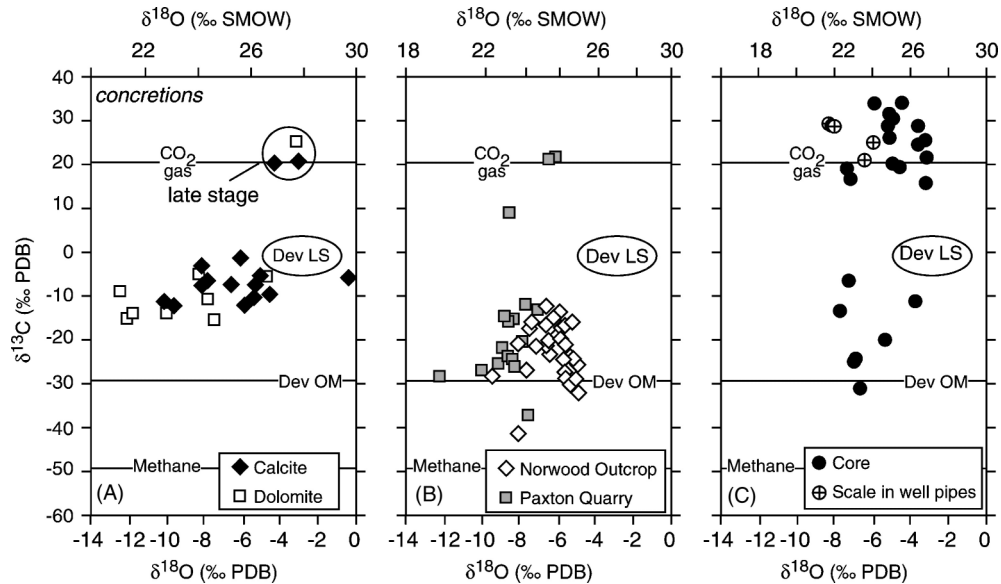 δ¹⁸O (‰ SMOW)
22 26 30
40
30
20
10
0
-10
-20
-30
-40
-50
-60
δ¹³C (‰ PDB)
concretions
CO₂
gas
late stage
Dev LS
Dev OM
Methane
(A)
Calcite
Dolomite
-14 -12 -10 -8 -6 -4 -2 0
δ¹⁸O (‰ PDB)
δ¹⁸O (‰ SMOW)
18 22 26 30
CO₂
gas
Dev LS
Dev OM
Methane
(B)
Norwood Outcrop
Paxton Quarry
-14 -12 -10 -8 -6 -4 -2 0
δ¹⁸O (‰ PDB)
δ¹⁸O (‰ SMOW)
18 22 26 30
CO₂
gas
Dev LS
Dev OM
Methane
(C)
Core
Scale in well pipes
-14 -12 -10 -8 -6 -4 -2 0
δ¹⁸O (‰ PDB)